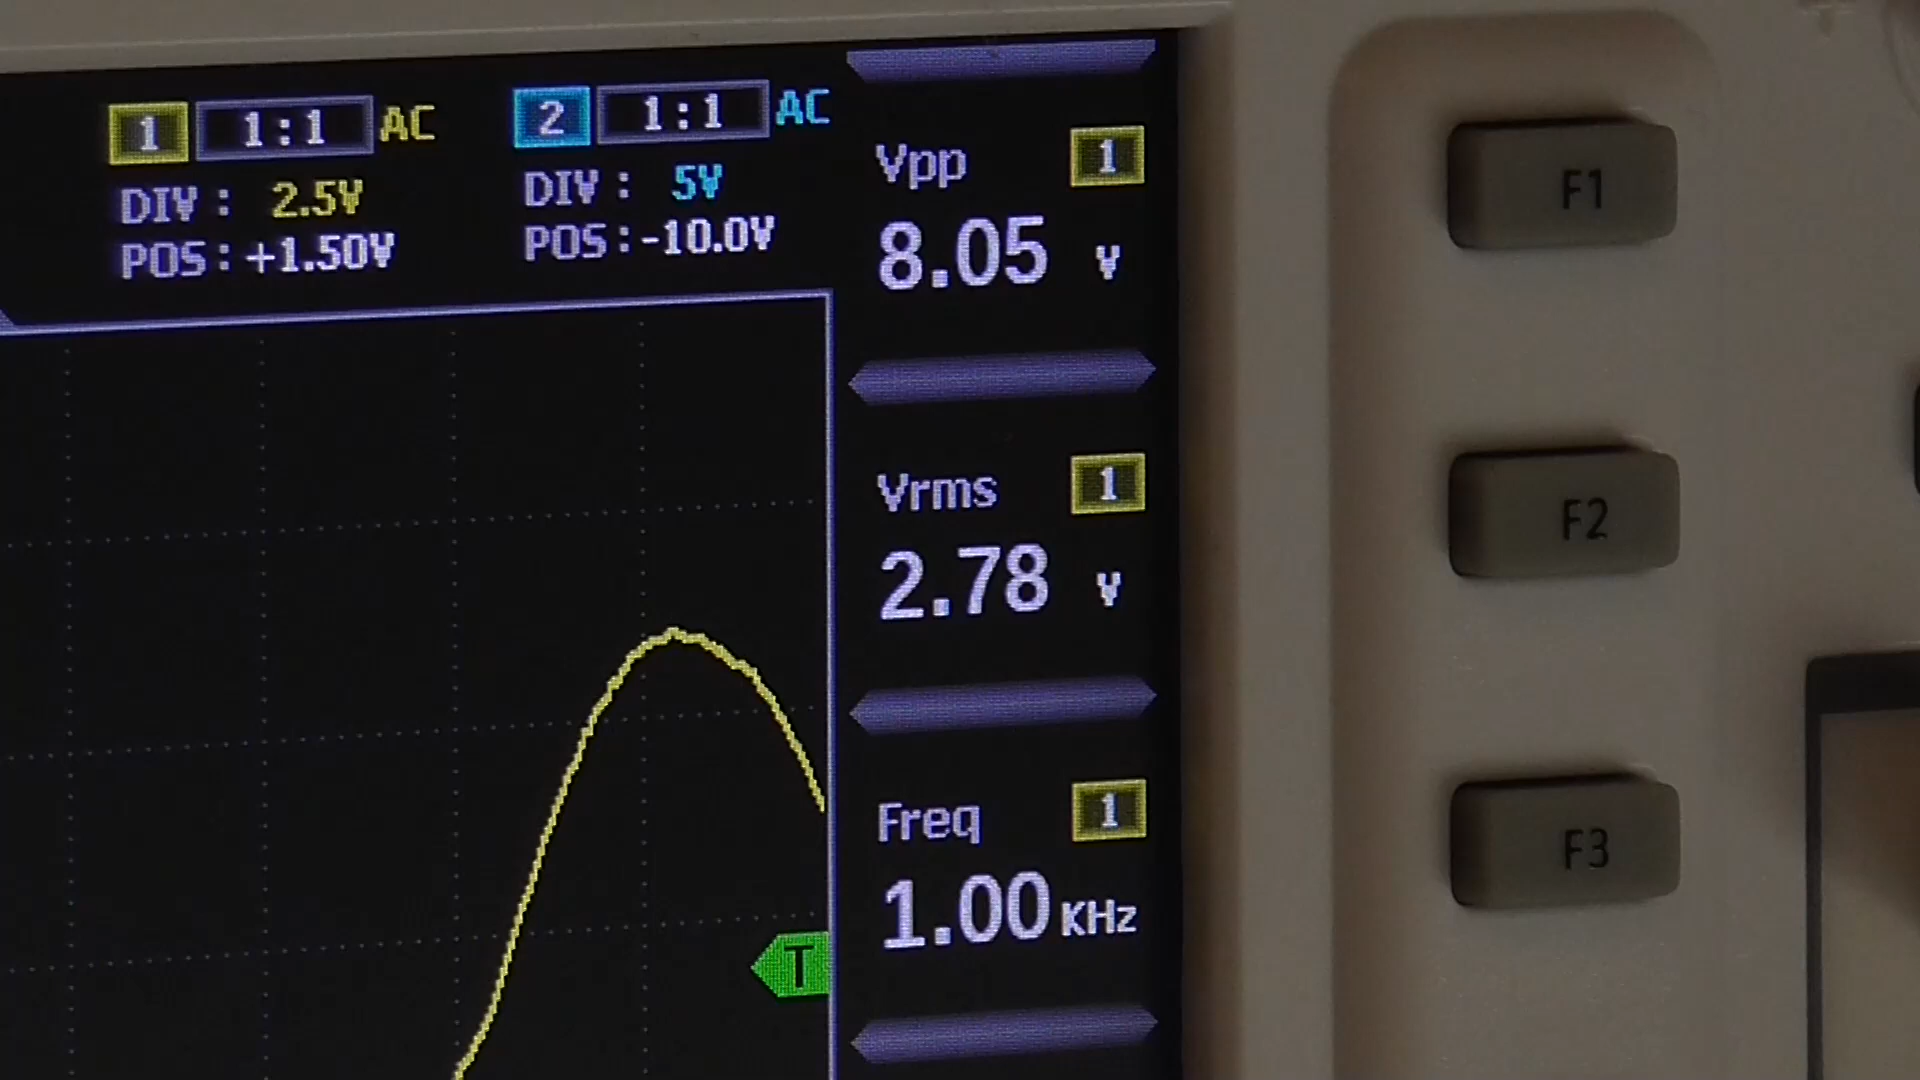 1 1:1 AC
DIV: 2.5V
POS:+1.50V
2 1:1 AC
DIV: 5V
POS:-10.0V
Vpp 1
8.05 V
Vrms 1
2.78 V
Freq 1
1.00 KHz
T
F1
F2
F3